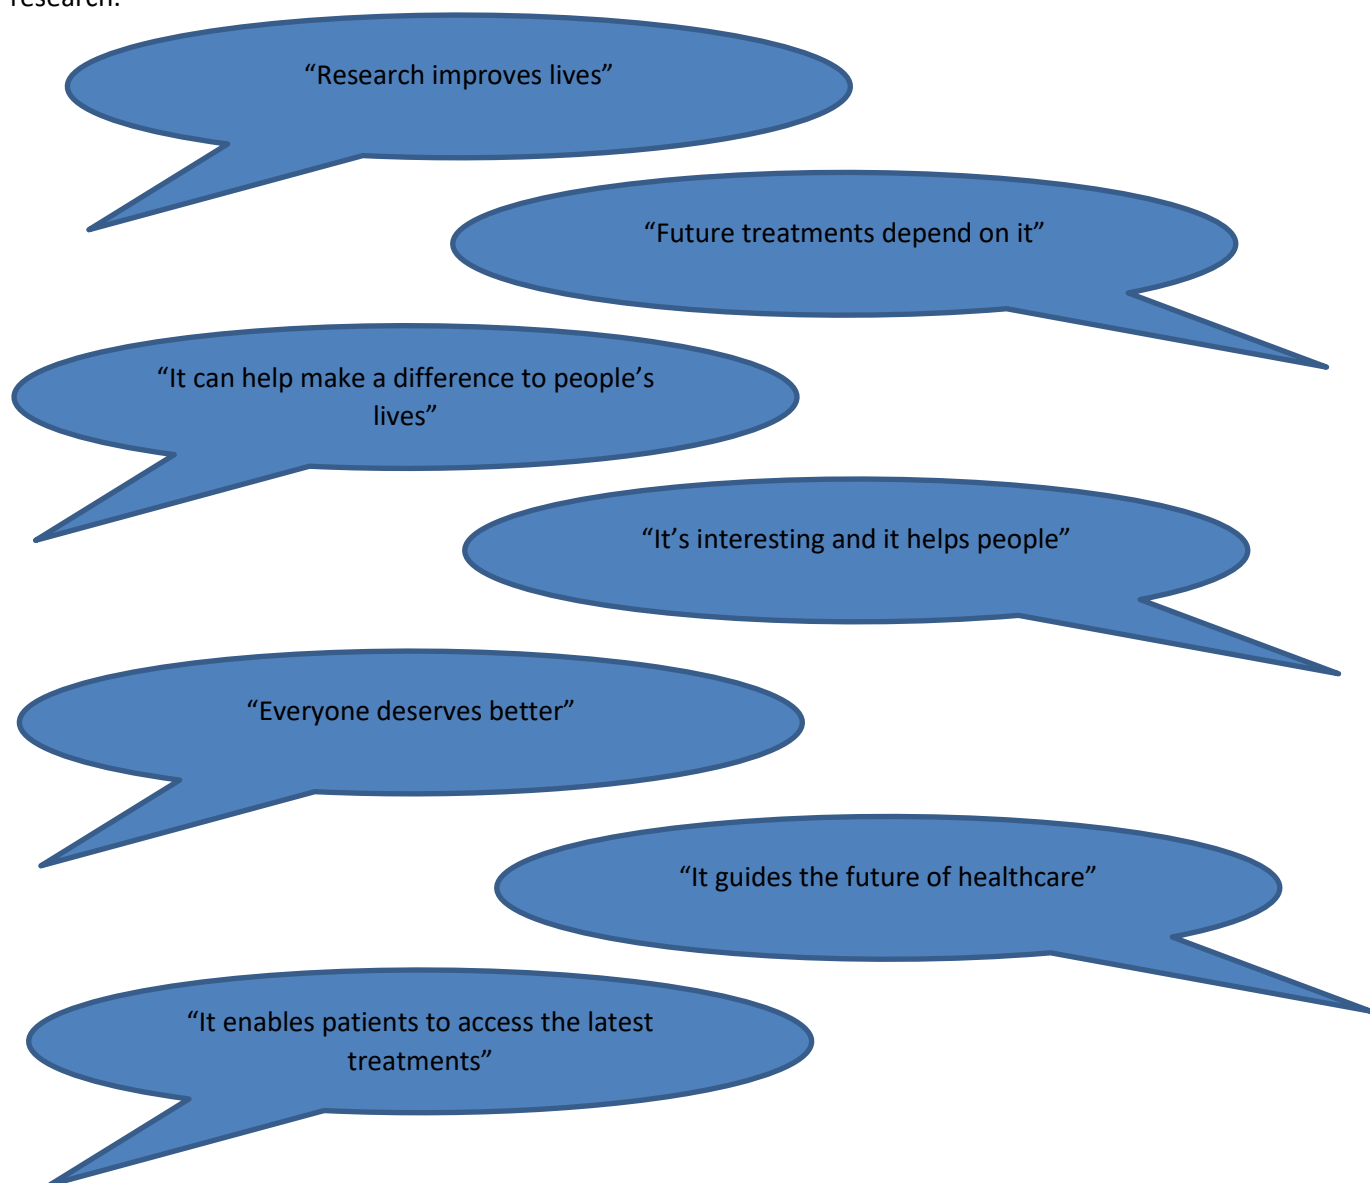 research.
“Research improves lives”
“Future treatments depend on it”
“It can help make a difference to people’s
lives”
“It’s interesting and it helps people”
“Everyone deserves better”
“It guides the future of healthcare”
“It enables patients to access the latest
treatments”